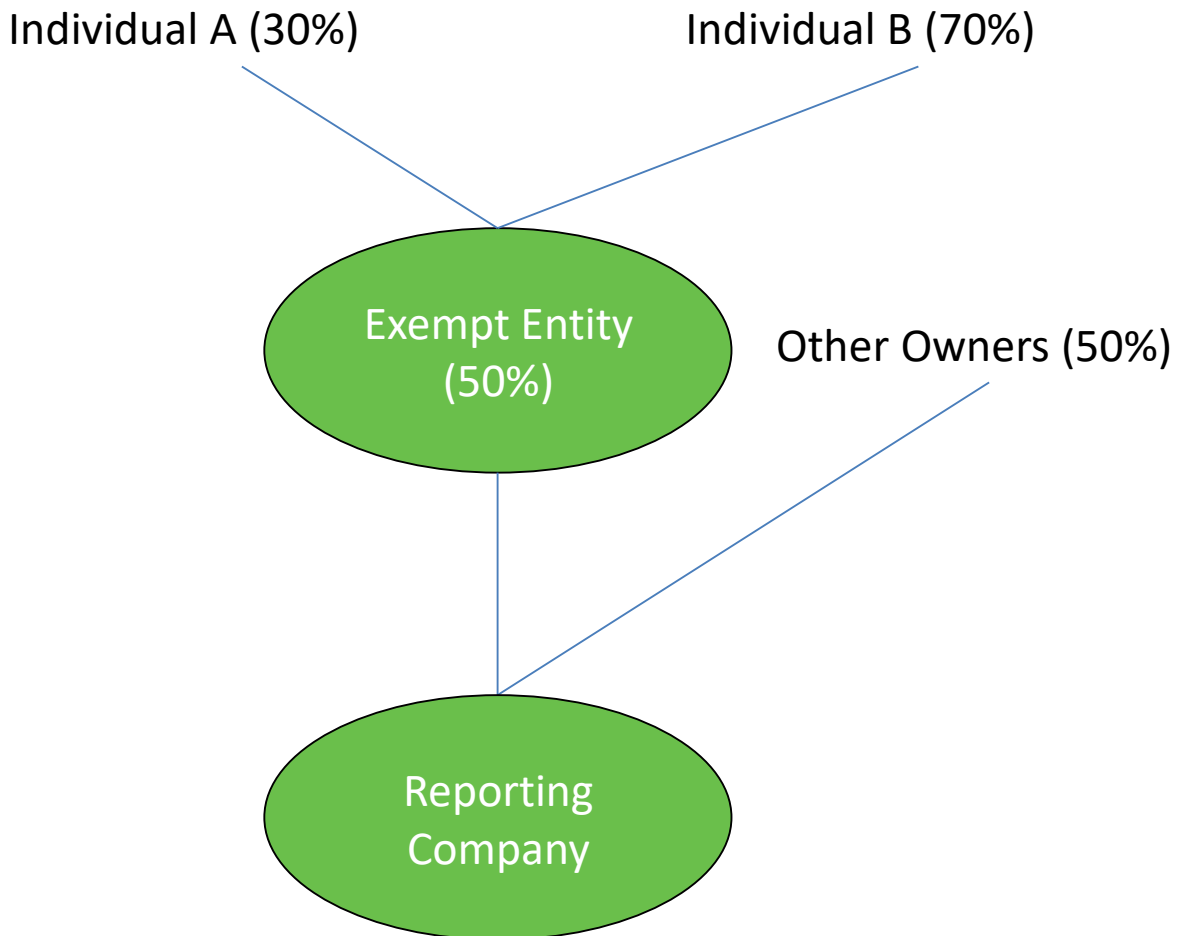 Individual A (30%)
Individual B (70%)
Exempt Entity
(50%)
Other Owners (50%)
Reporting
Company